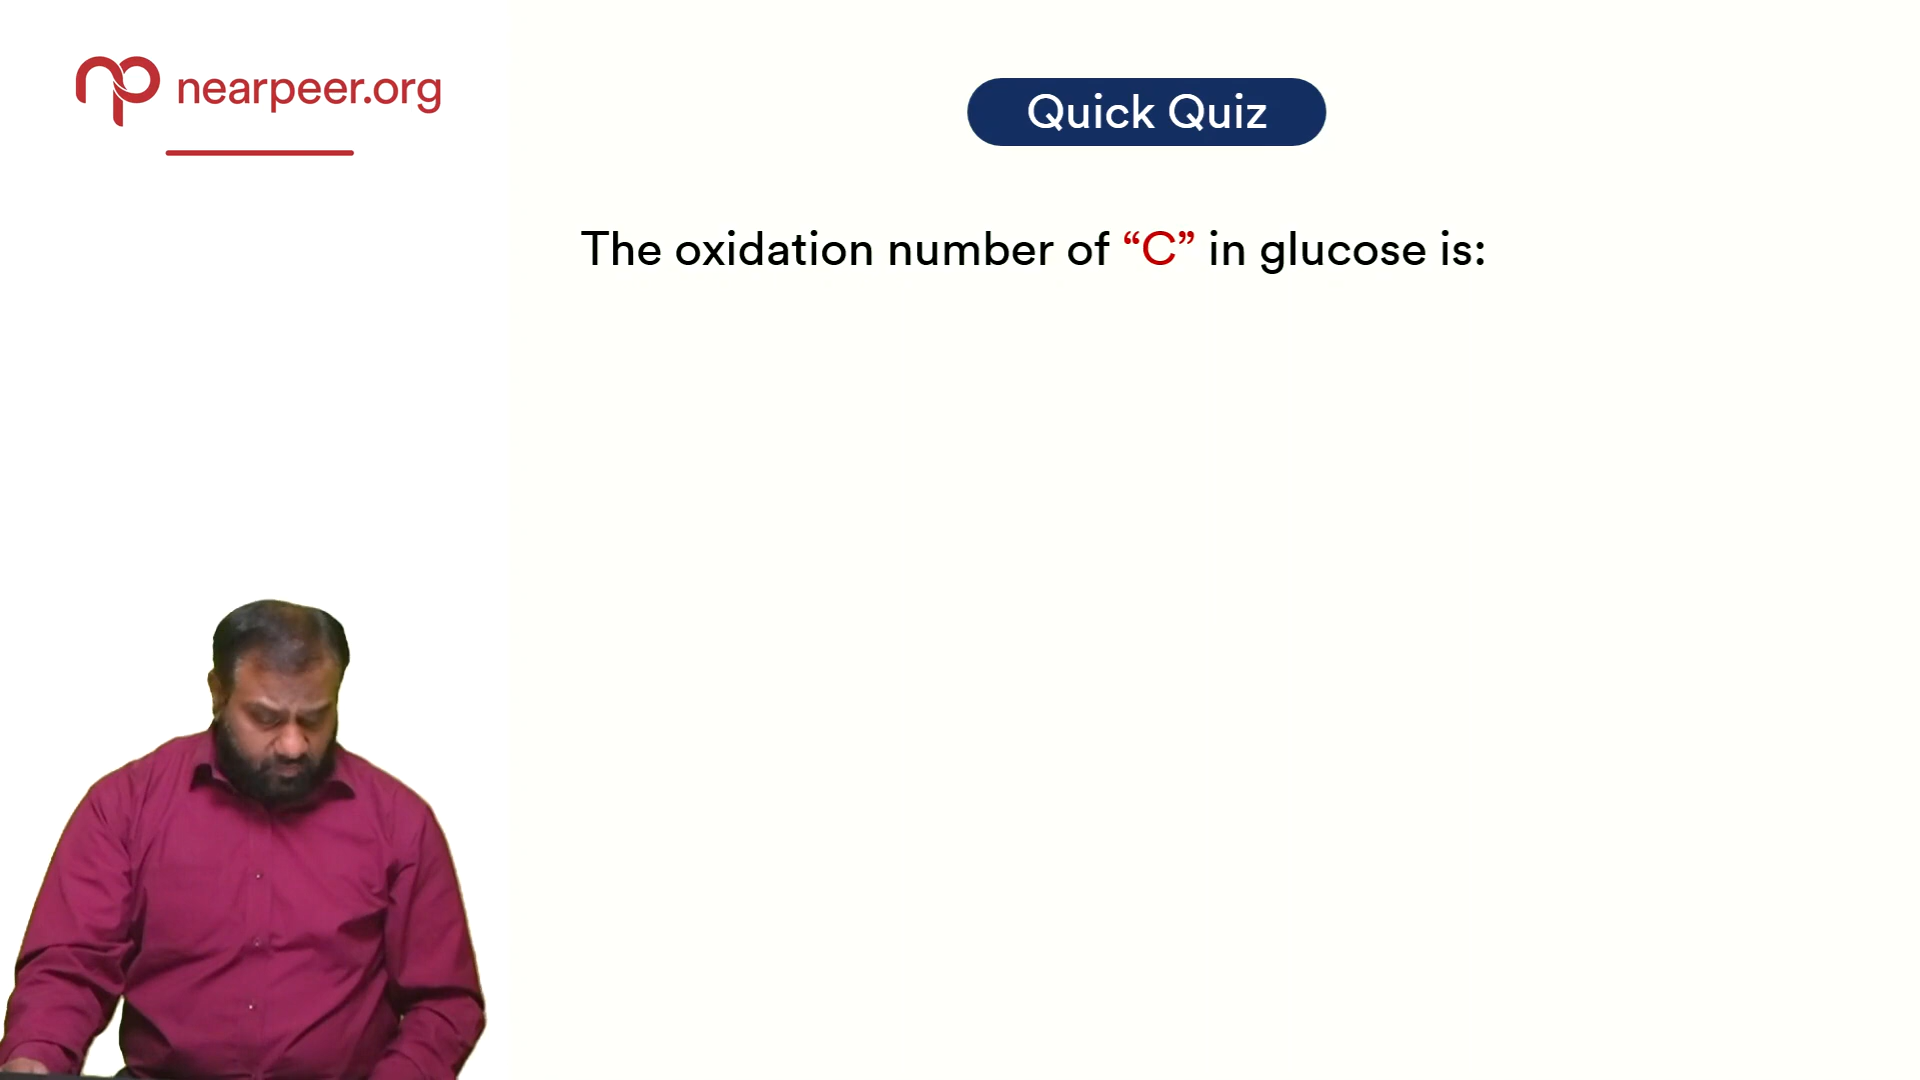 nearpeer.org
Quick Quiz
The oxidation number of “C” in glucose is: